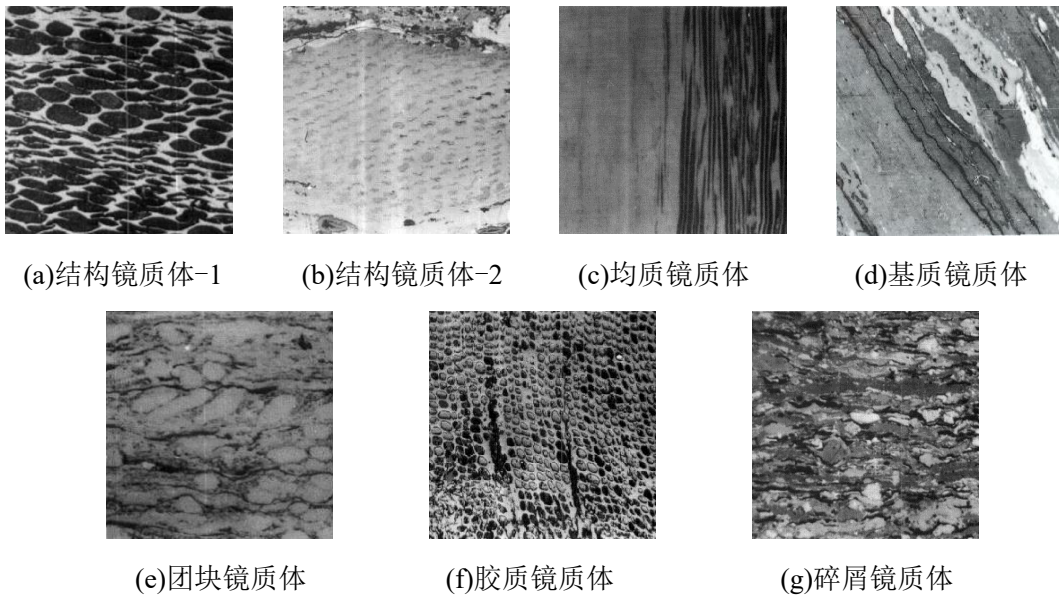 (a)结构镜质体-1
(b)结构镜质体-2
(c)均质镜质体
(d)基质镜质体
(e)团块镜质体
(f)胶质镜质体
(g)碎屑镜质体